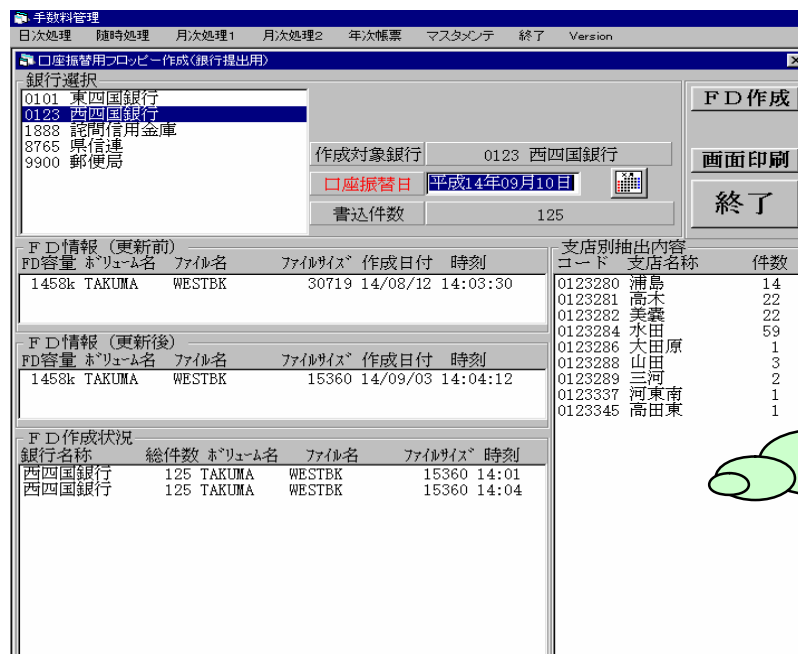 手数料管理
日次処理 随時処理 月次処理1 月次処理2 年次帳票 マスタメンテ 終了 Version
口座振替用フロッピー作成(銀行提出用)
銀行選択
0101 東四国銀行
0123 西四国銀行
1888 詫間信用金庫
8765 県信連
9900 郵便局
作成対象銀行 0123 西四国銀行
口座振替日 平成14年09月10日
書込件数 125
FD作成
画面印刷
終了
FD情報(更新前)
FD容量 ボリューム名 ファイル名 ファイルサイズ 作成日付 時刻
1458k TAKUMA WESTBK 30719 14/08/12 14:03:30
FD情報(更新後)
FD容量 ボリューム名 ファイル名 ファイルサイズ 作成日付 時刻
1458k TAKUMA WESTBK 15360 14/09/03 14:04:12
FD作成状況
銀行名称 総件数 ボリューム名 ファイル名 ファイルサイズ 時刻
西四国銀行 125 TAKUMA WESTBK 15360 14:01
西四国銀行 125 TAKUMA WESTBK 15360 14:04
支店別抽出内容
コード 支店名称 件数
0123280 浦島 14
0123281 高木 22
0123282 美嚢 22
0123284 水田 59
0123286 大田原 1
0123288 山田 3
0123289 三河 2
0123337 河東南 1
0123345 高田東 1